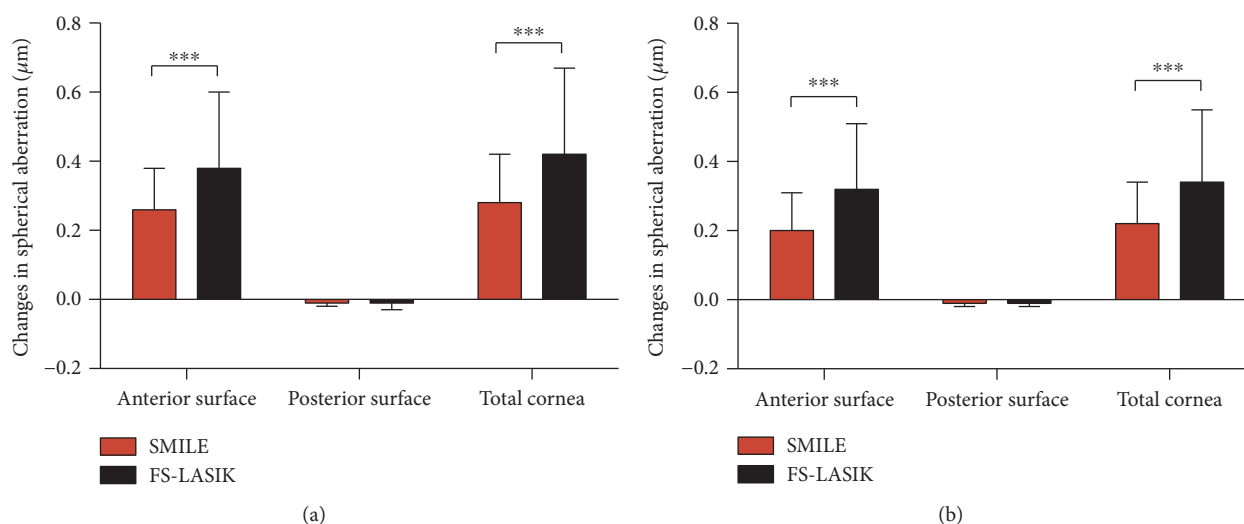 Changes in spherical aberration (μm)
0.8
0.6
0.4
0.2
0.0
−0.2
***
***
Anterior surface
Posterior surface
Total cornea
SMILE
FS-LASIK
(a)
Changes in spherical aberration (μm)
0.8
0.6
0.4
0.2
0.0
−0.2
***
***
Anterior surface
Posterior surface
Total cornea
SMILE
FS-LASIK
(b)